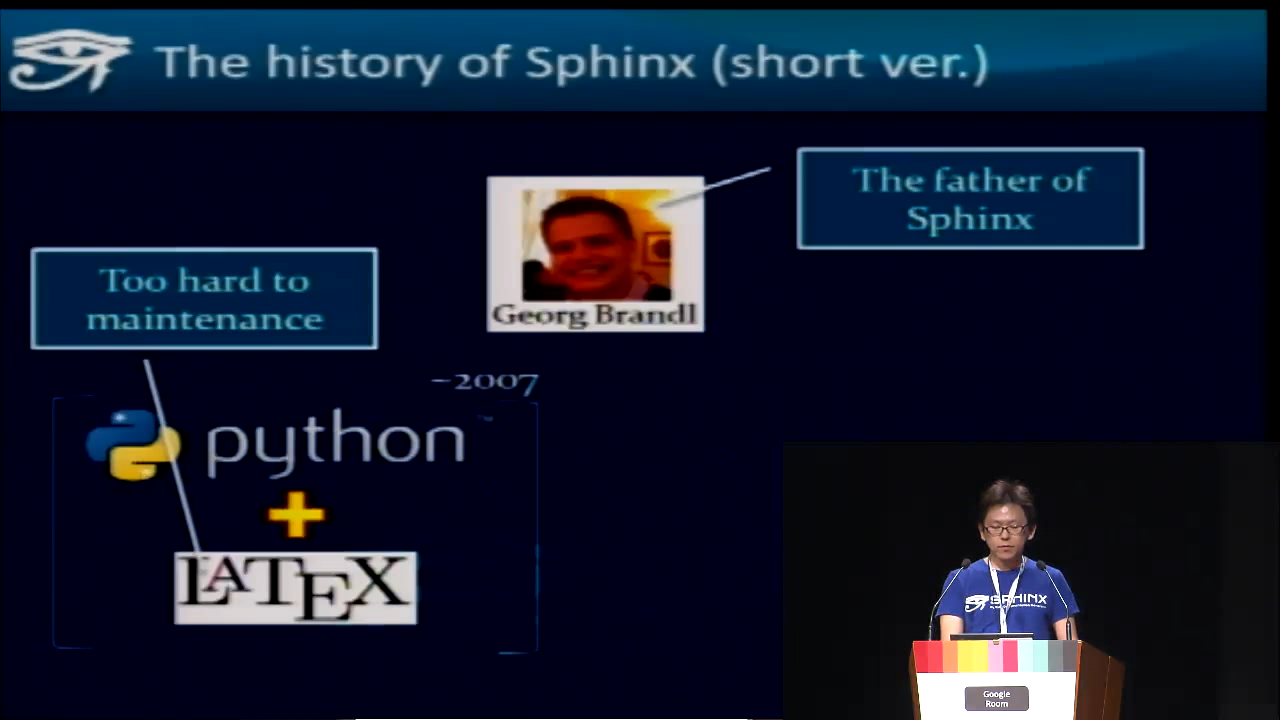 The history of Sphinx (short ver.)
The father of
Sphinx
Georg Brandl
Too hard to
maintenance
~2007
python
+
LATEX
SPHINX
Google
Room